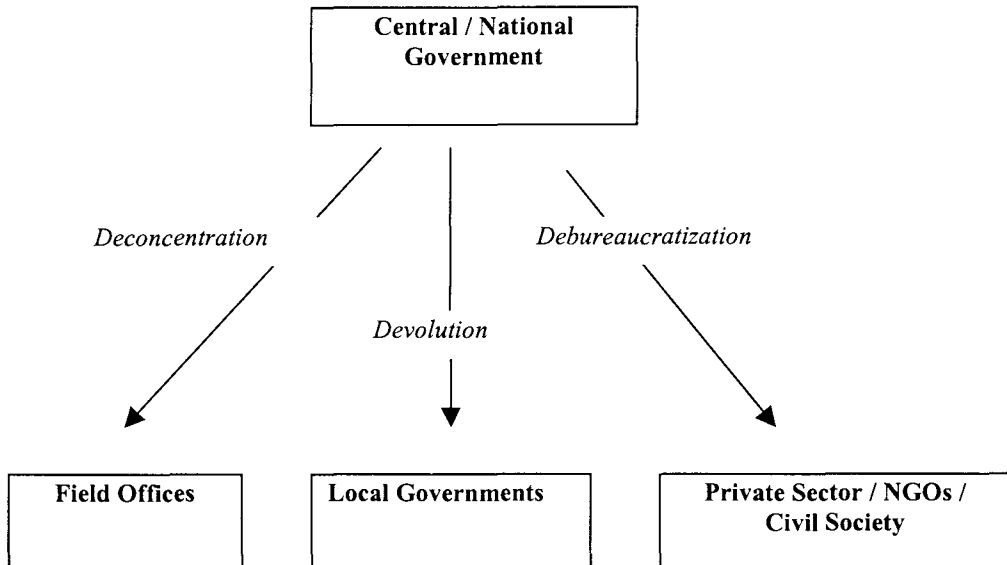 Central / National
Government
Deconcentration
Debureaucratization
Devolution
Field Offices
Local Governments
Private Sector / NGOs /
Civil Society